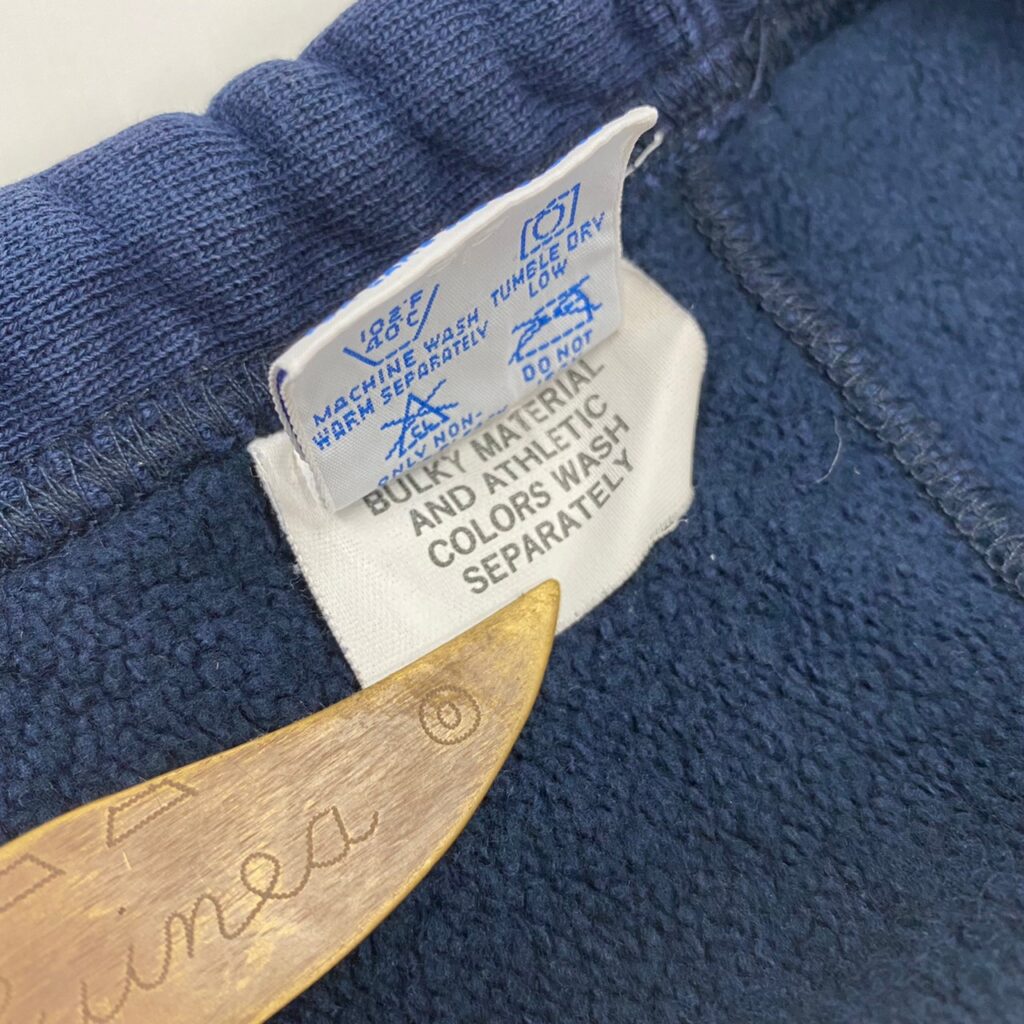 102°F
40°C
MACHINE WASH
WARM SEPARATELY
TUMBLE DRY
LOW
ONLY NON-
DO NOT
BULKY MATERIAL
AND ATHLETIC
COLORS WASH
SEPARATELY